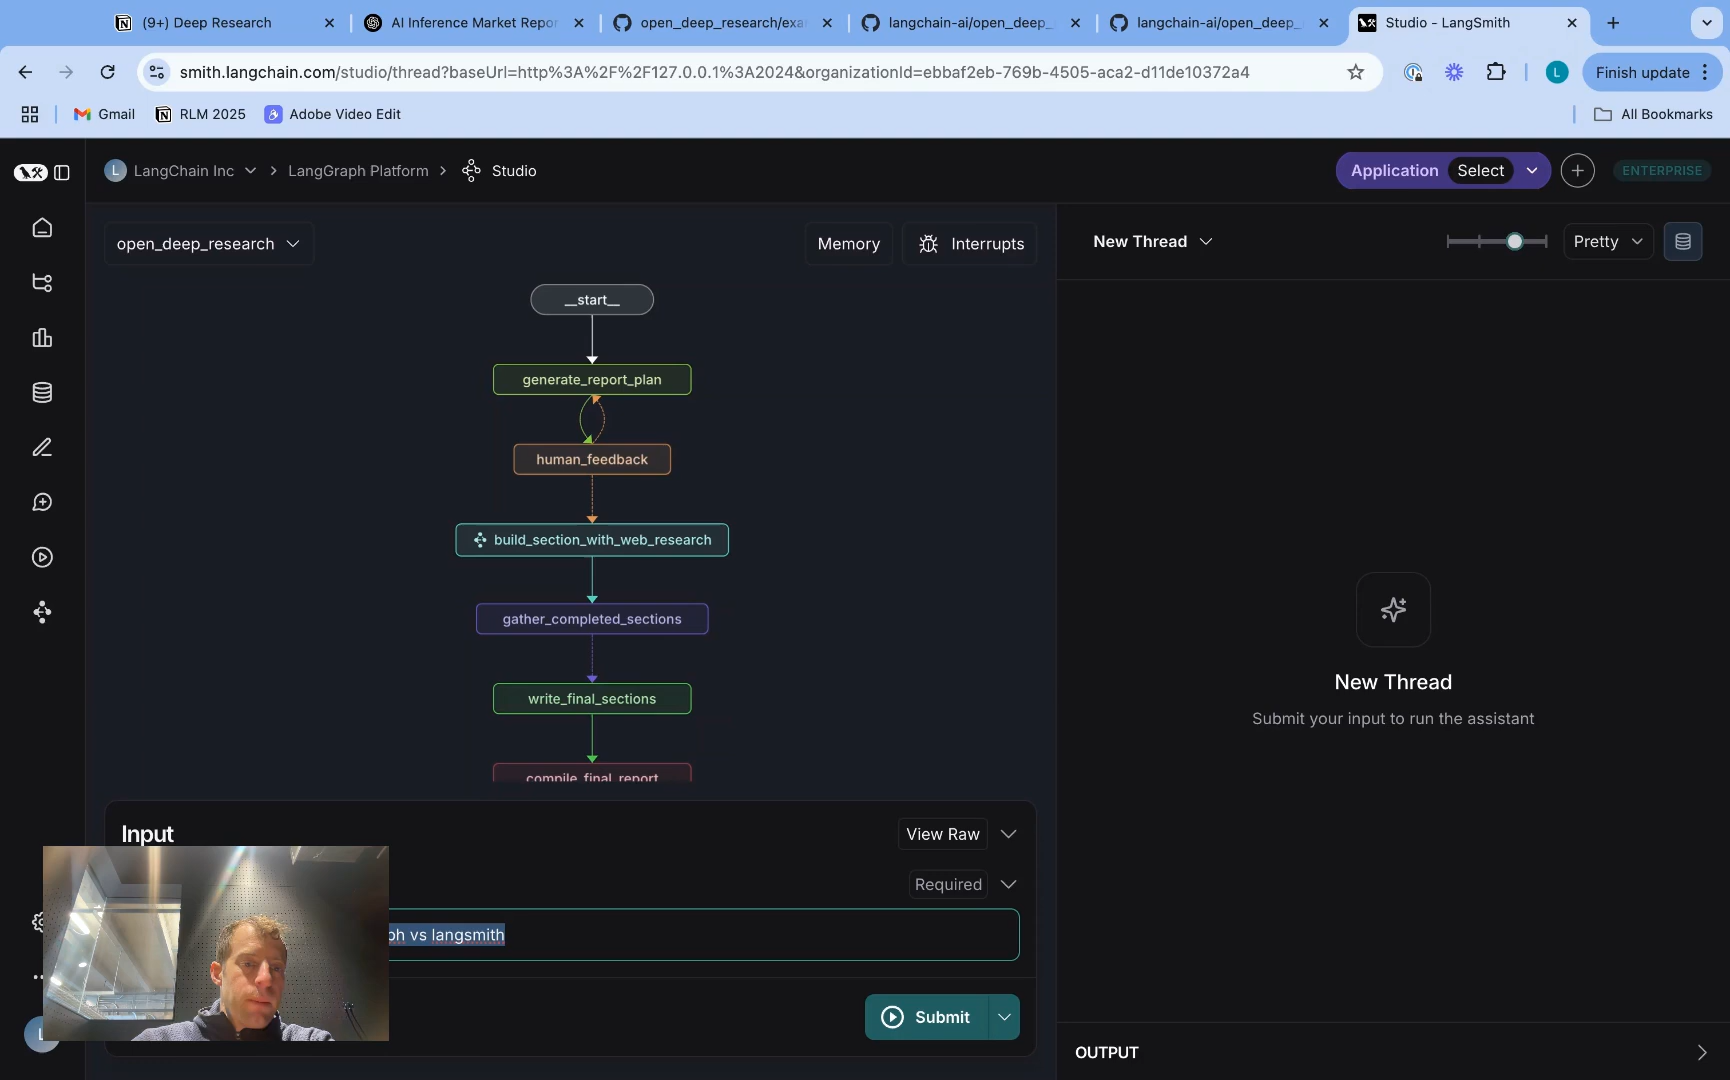 (9+) Deep Research
AI Inference Market Repor
open_deep_research/exa
langchain-ai/open_deep_
langchain-ai/open_deep_
Studio - LangSmith
smith.langchain.com/studio/thread?baseUrl=http%3A%2F%2F127.0.0.1%3A2024&organizationId=ebbaf2eb-769b-4505-aca2-d11de10372a4
L
Finish update
Gmail
RLM 2025
Adobe Video Edit
All Bookmarks
L
LangChain Inc
LangGraph Platform
Studio
Application
Select
ENTERPRISE
open_deep_research
Memory
Interrupts
New Thread
Pretty
__start__
generate_report_plan
human_feedback
build_section_with_web_research
gather_completed_sections
write_final_sections
compile_final_report
New Thread
Submit your input to run the assistant
Input
View Raw
Required
ph vs langsmith
Submit
L
OUTPUT